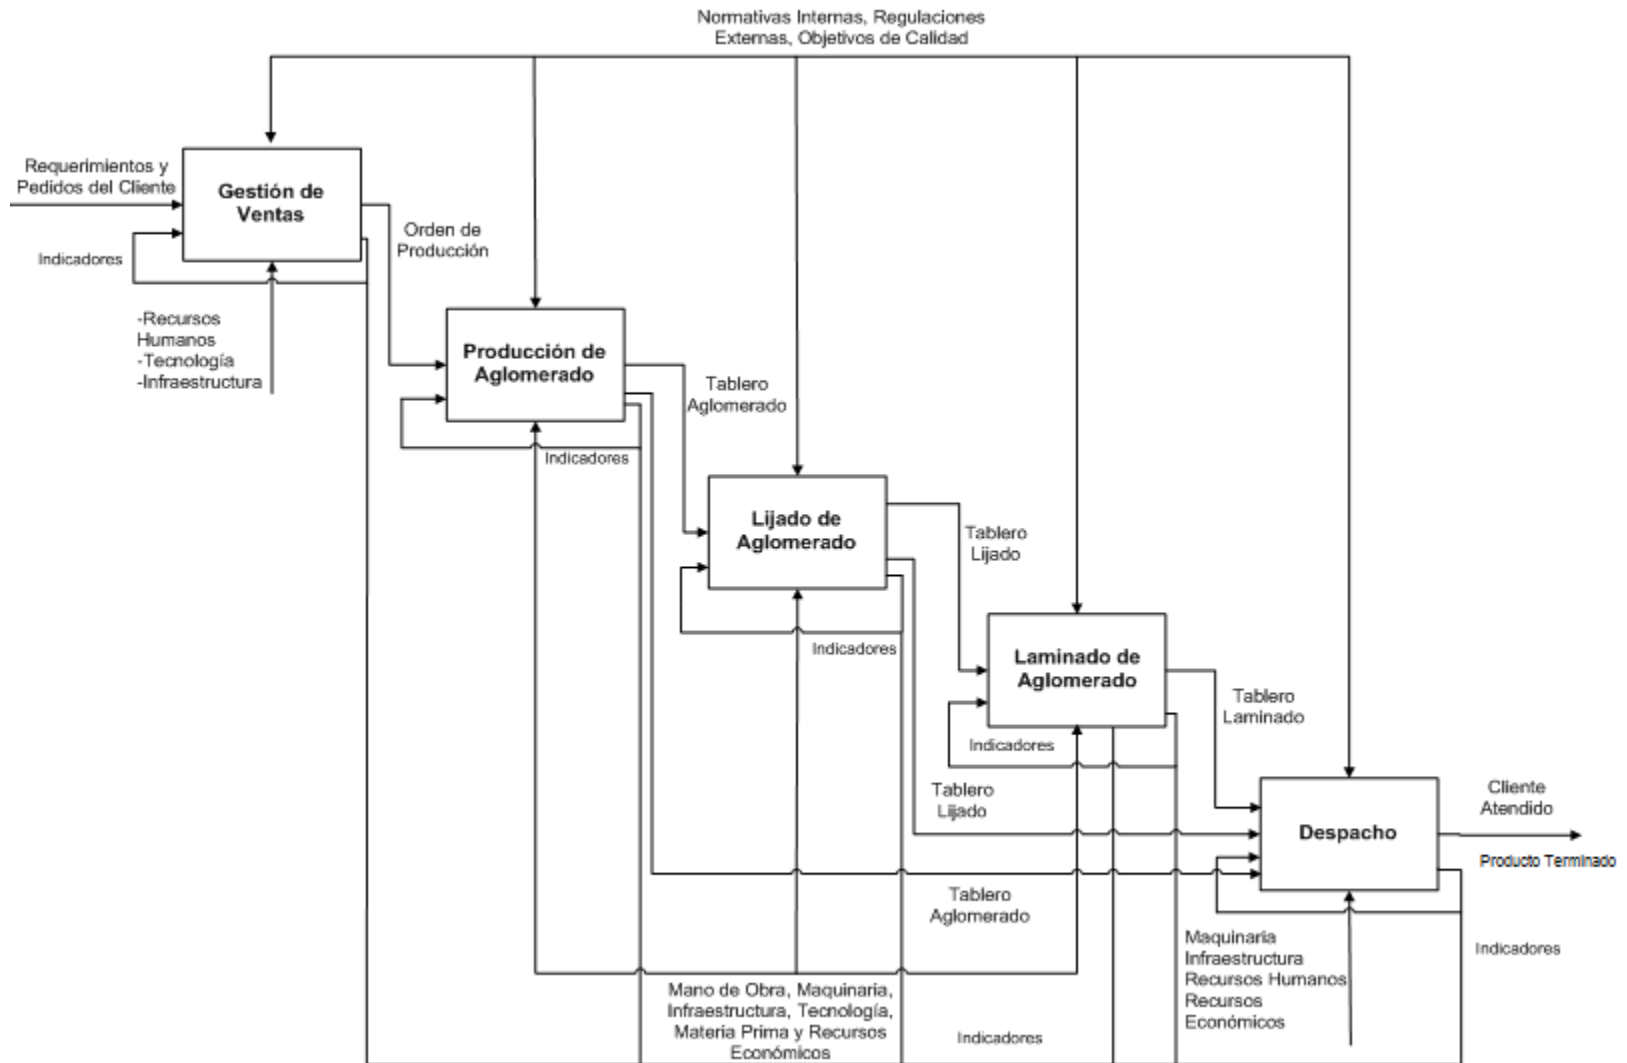 Normativas Internas, Regulaciones
Externas, Objetivos de Calidad
Requerimientos y
Pedidos del Cliente
Gestión de
Ventas
Indicadores
Orden de
Producción
-Recursos
Humanos
-Tecnología
-Infraestructura
Producción de
Aglomerado
Indicadores
Tablero
Aglomerado
Lijado de
Aglomerado
Indicadores
Tablero
Lijado
Laminado de
Aglomerado
Indicadores
Tablero
Laminado
Tablero
Lijado
Despacho
Cliente
Atendido
Producto Terminado
Tablero
Aglomerado
Maquinaria
Infraestructura
Recursos Humanos
Recursos
Económicos
Indicadores
Mano de Obra, Maquinaria,
Infraestructura, Tecnología,
Materia Prima y Recursos
Económicos
Indicadores